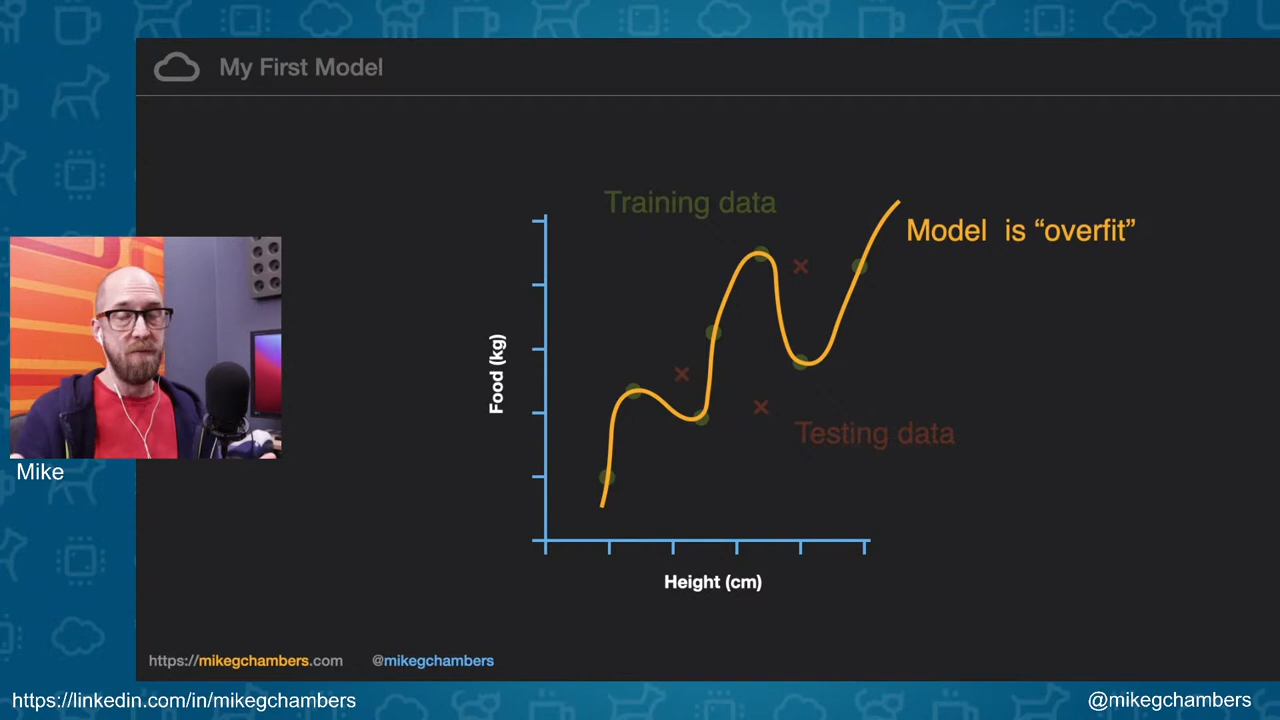 My First Model
Training data
Model is “overfit”
Food (kg)
Testing data
Height (cm)
Mike
https://mikegchambers.com
@mikegchambers
https://linkedin.com/in/mikegchambers
@mikegchambers